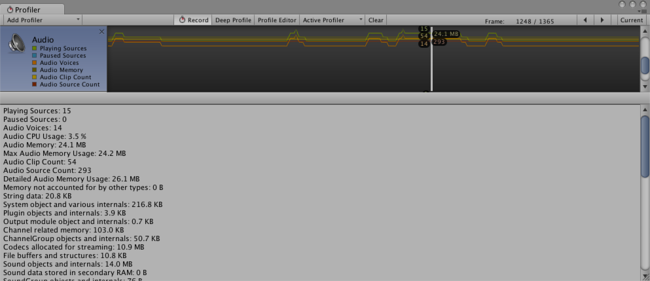 Profiler
Add Profiler
Record
Deep Profile
Profile Editor
Active Profiler
Clear
Frame:
1248 / 1365
Current
Audio
Playing Sources
Paused Sources
Audio Voices
Audio Memory
Audio Clip Count
Audio Source Count
15
54
24.1 MB
14
293
Playing Sources: 15
Paused Sources: 0
Audio Voices: 14
Audio CPU Usage: 3.5 %
Audio Memory: 24.1 MB
Max Audio Memory Usage: 24.2 MB
Audio Clip Count: 54
Audio Source Count: 293
Detailed Audio Memory Usage: 26.1 MB
Memory not accounted for by other types: 0 B
String data: 20.8 KB
System object and various internals: 216.8 KB
Plugin objects and internals: 3.9 KB
Output module object and internals: 0.7 KB
Channel related memory: 103.0 KB
ChannelGroup objects and internals: 50.7 KB
Codecs allocated for streaming: 10.9 MB
File buffers and structures: 10.8 KB
Sound objects and internals: 14.0 MB
Sound data stored in secondary RAM: 0 B
SoundGroup objects and internals: 76 B